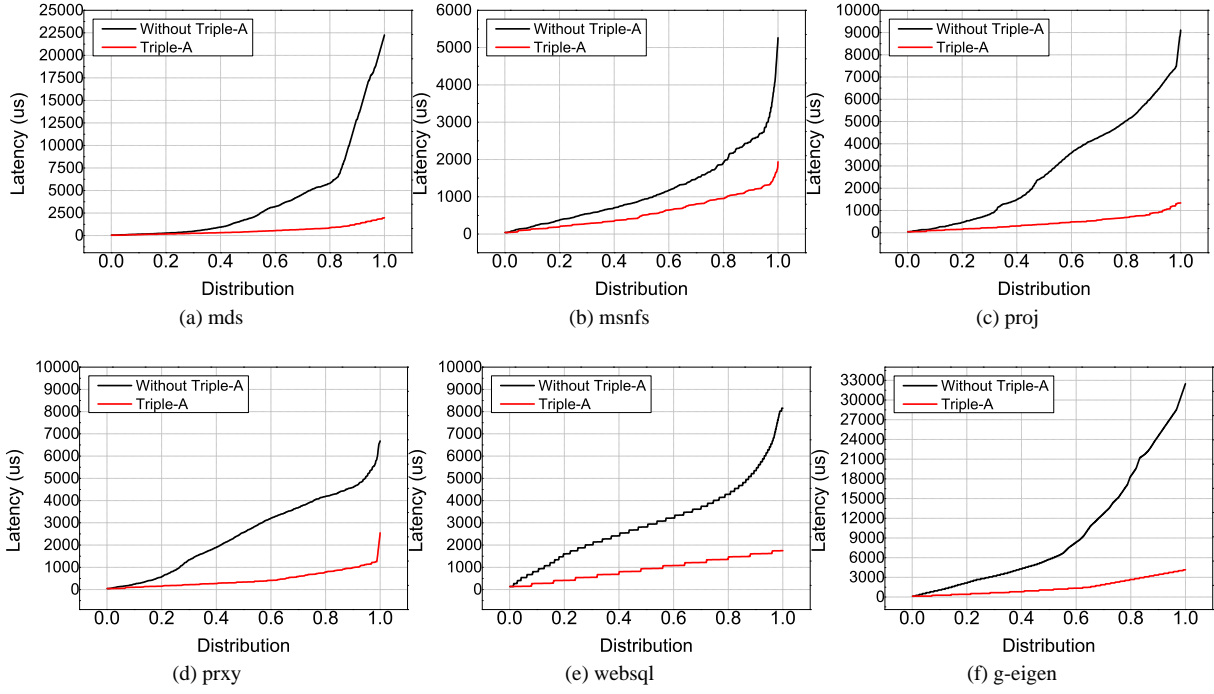 25000
22500
20000
17500
15000
12500
10000
7500
5000
2500
0
Latency (us)
Without Triple-A
Triple-A
0.0 0.2 0.4 0.6 0.8 1.0
Distribution
(a) mds
6000
5000
4000
3000
2000
1000
0
Latency (us)
Without Triple-A
Triple-A
0.0 0.2 0.4 0.6 0.8 1.0
Distribution
(b) msnfs
10000
9000
8000
7000
6000
5000
4000
3000
2000
1000
0
Latency (us)
Without Triple-A
Triple-A
0.0 0.2 0.4 0.6 0.8 1.0
Distribution
(c) proj
10000
9000
8000
7000
6000
5000
4000
3000
2000
1000
0
Latency (us)
Without Triple-A
Triple-A
0.0 0.2 0.4 0.6 0.8 1.0
Distribution
(d) prxy
10000
9000
8000
7000
6000
5000
4000
3000
2000
1000
0
Latency (us)
Without Triple-A
Triple-A
0.0 0.2 0.4 0.6 0.8 1.0
Distribution
(e) websql
33000
30000
27000
24000
21000
18000
15000
12000
9000
6000
3000
0
Latency (us)
Without Triple-A
Triple-A
0.0 0.2 0.4 0.6 0.8 1.0
Distribution
(f) g-eigen